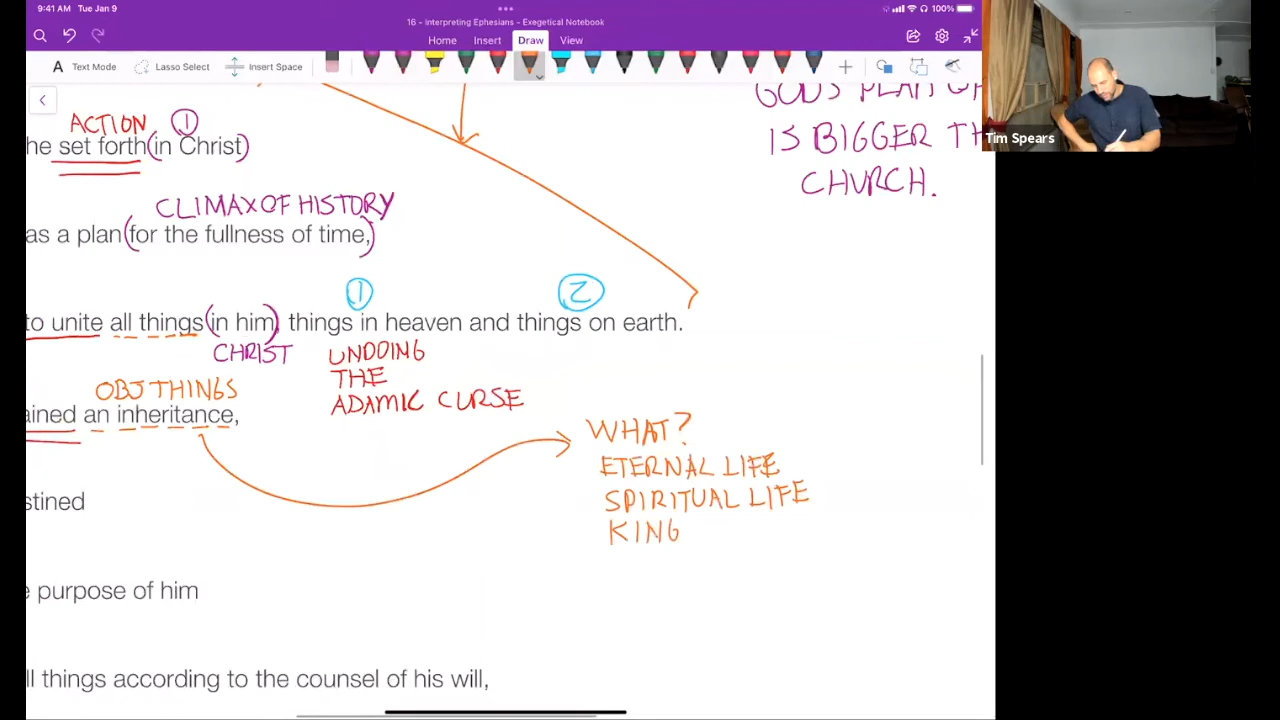 9:41 AM Tue Jan 9
100%
16 - Interpreting Ephesians - Exegetical Notebook
Home Insert Draw View
A Text Mode Lasso Select Insert Space
Tim Spears
GOD'S PLAN OF
IS BIGGER TH
CHURCH.
ACTION ①
he set forth (in Christ)
CLIMAX OF HISTORY
as a plan (for the fullness of time,)
① ②
to unite all things (in him), things in heaven and things on earth.
CHRIST
UNDOING
THE
ADAMIC CURSE
OBJ THINGS
ained an inheritance,
WHAT?
ETERNAL LIFE
SPIRITUAL LIFE
KING
stined
e purpose of him
ll things according to the counsel of his will,